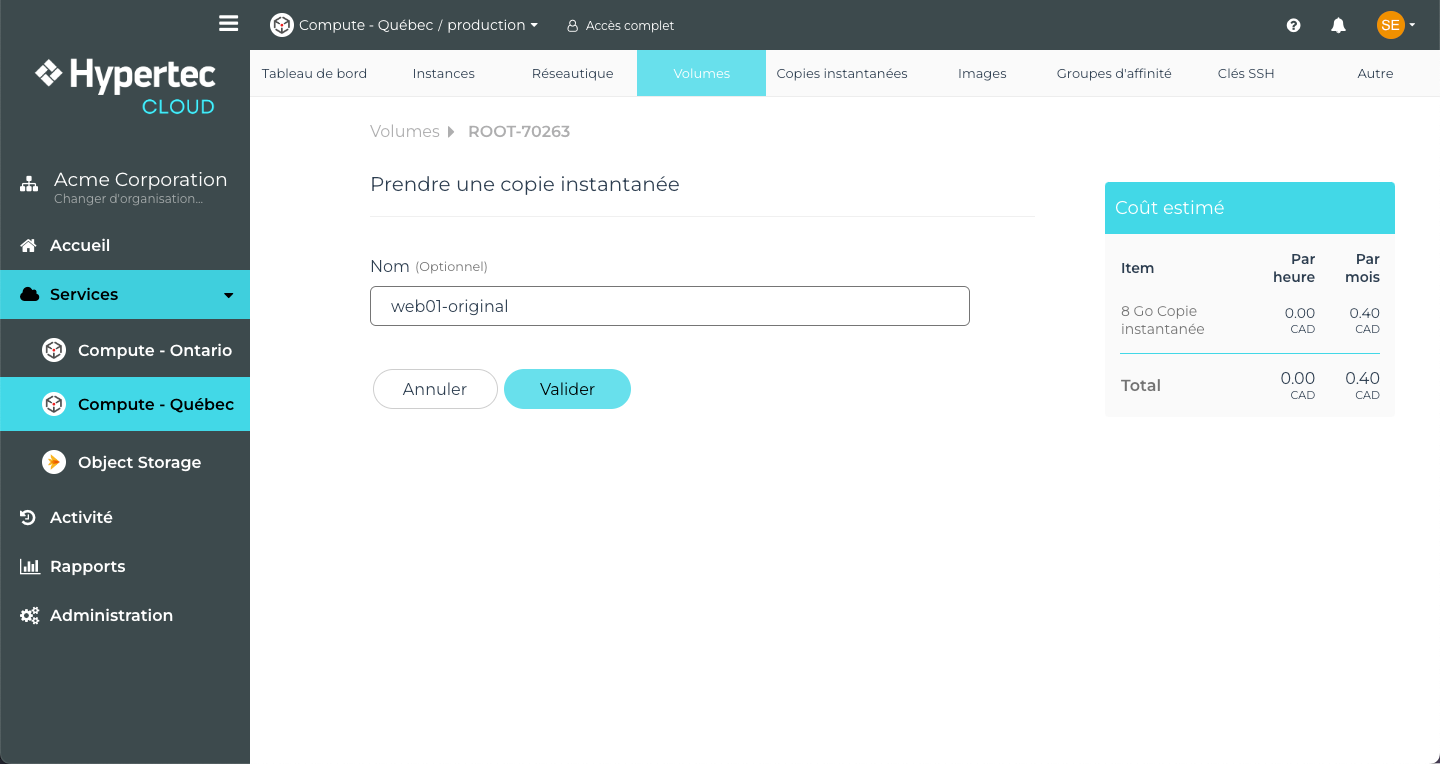 Compute - Québec / production
Accès complet
SE
Hypertec
CLOUD
Acme Corporation
Changer d'organisation...
Accueil
Services
Compute - Ontario
Compute - Québec
Object Storage
Activité
Rapports
Administration
Tableau de bord Instances Réseautique Volumes Copies instantanées Images Groupes d'affinité Clés SSH Autre
Volumes ROOT-70263
Prendre une copie instantanée
Nom (Optionnel)
web01-original
Annuler Valider
Coût estimé
Item Par heure Par mois
8 Go Copie instantanée 0.00 CAD 0.40 CAD
Total 0.00 CAD 0.40 CAD